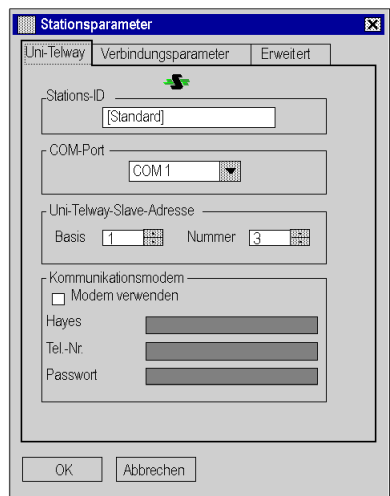 Stationsparameter
Uni-Telway Verbindungsparameter Erweitert
Stations-ID
[Standard]
COM-Port
COM 1
Uni-Telway-Slave-Adresse
Basis 1 Nummer 3
Kommunikationsmodem
Modem verwenden
Hayes
Tel.-Nr.
Passwort
OK Abbrechen